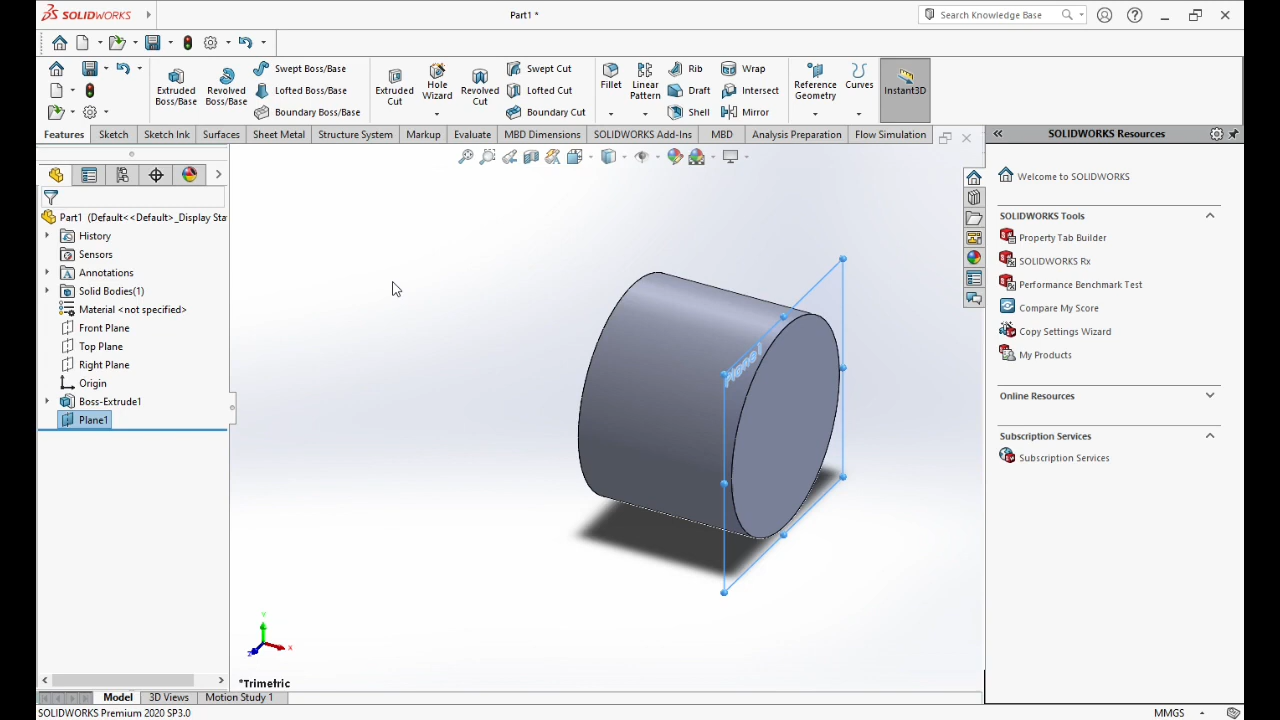 SOLIDWORKS
Part1 *
Search Knowledge Base
Extruded Boss/Base
Revolved Boss/Base
Swept Boss/Base
Lofted Boss/Base
Boundary Boss/Base
Extruded Cut
Hole Wizard
Revolved Cut
Swept Cut
Lofted Cut
Boundary Cut
Fillet
Linear Pattern
Rib
Draft
Shell
Wrap
Intersect
Mirror
Reference Geometry
Curves
Instant3D
Features
Sketch
Sketch Ink
Surfaces
Sheet Metal
Structure System
Markup
Evaluate
MBD Dimensions
SOLIDWORKS Add-Ins
MBD
Analysis Preparation
Flow Simulation
Part1 (Default<<Default>_Display Sta
History
Sensors
Annotations
Solid Bodies(1)
Material <not specified>
Front Plane
Top Plane
Right Plane
Origin
Boss-Extrude1
Plane1
Plane1
Y
X
Z
*Trimetric
SOLIDWORKS Resources
Welcome to SOLIDWORKS
SOLIDWORKS Tools
Property Tab Builder
SOLIDWORKS Rx
Performance Benchmark Test
Compare My Score
Copy Settings Wizard
My Products
Online Resources
Subscription Services
Subscription Services
Model
3D Views
Motion Study 1
SOLIDWORKS Premium 2020 SP3.0
MMGS